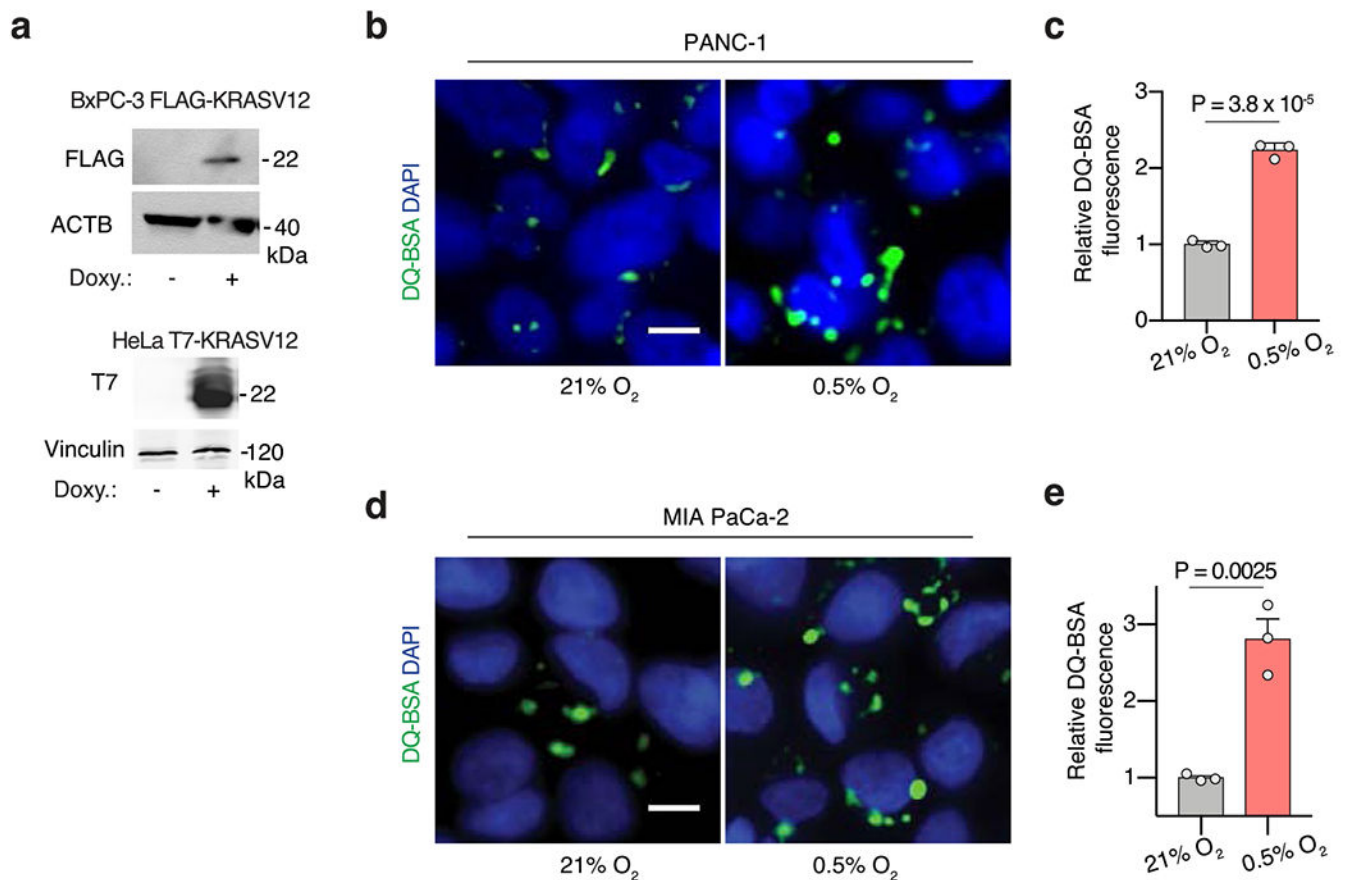 a
BxPC-3 FLAG-KRASV12
FLAG
-22
ACTB
-40
kDa
Doxy.: - +
HeLa T7-KRASV12
T7
-22
Vinculin
-120
kDa
Doxy.: - +
b
PANC-1
DQ-BSA DAPI
21% O₂
0.5% O₂
c
Relative DQ-BSA
fluorescence
P = 3.8 x 10⁻⁵
3
2
1
0
21% O₂
0.5% O₂
d
MIA PaCa-2
DQ-BSA DAPI
21% O₂
0.5% O₂
e
Relative DQ-BSA
fluorescence
P = 0.0025
3
2
1
21% O₂
0.5% O₂